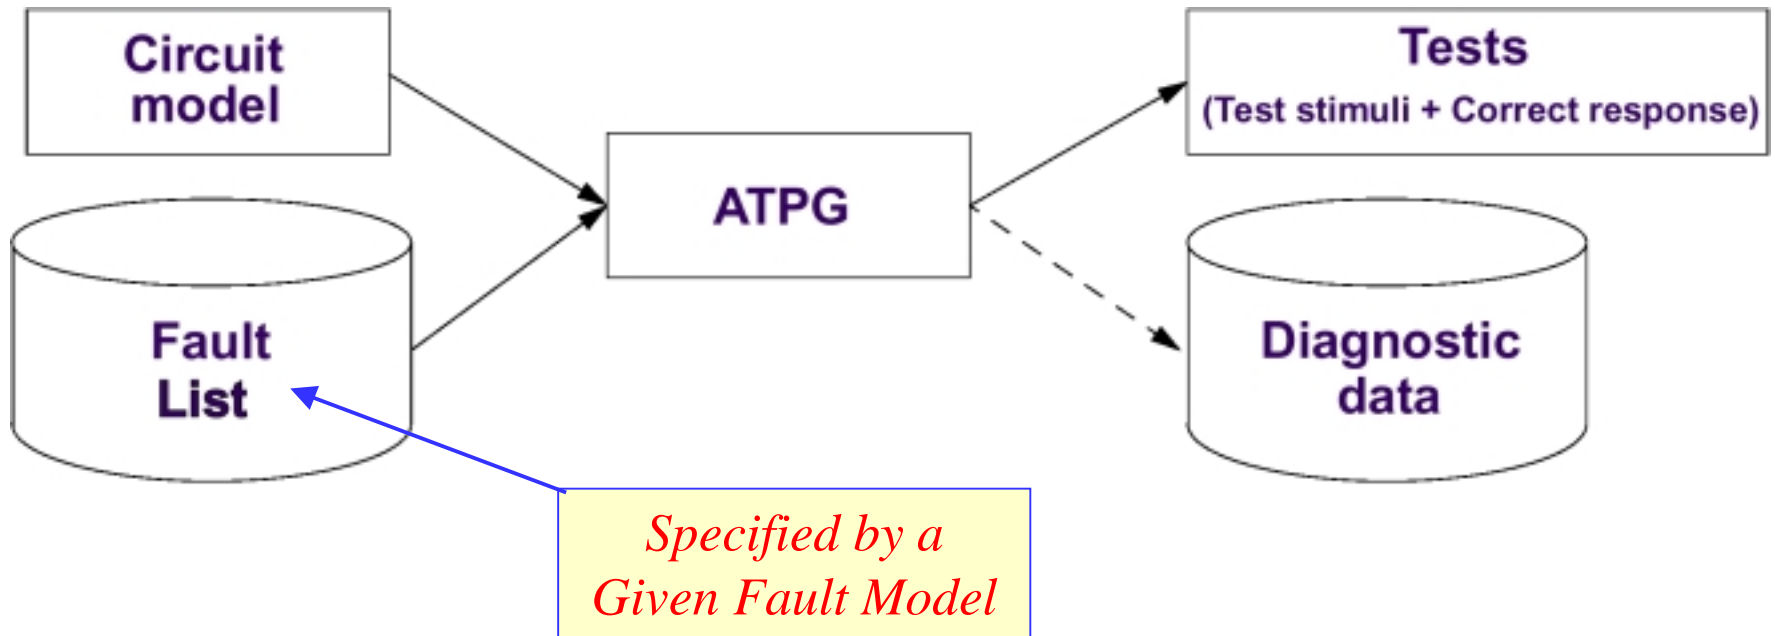 Circuit
model
Fault
List
ATPG
Tests
(Test stimuli + Correct response)
Diagnostic
data
Specified by a
Given Fault Model